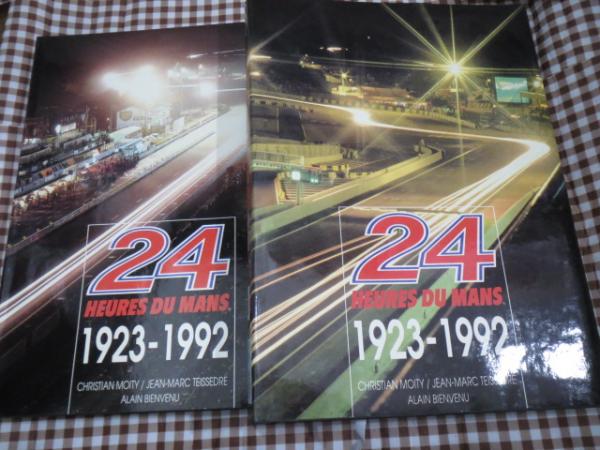 24
HEURES DU MANS
1923-1992
CHRISTIAN MOITY / JEAN-MARC TEISSEDRE
ALAIN BIENVENU
24
HEURES DU MANS
1923-1992
CHRISTIAN MOITY / JEAN-MARC TEISSEDRE
ALAIN BIENVENU